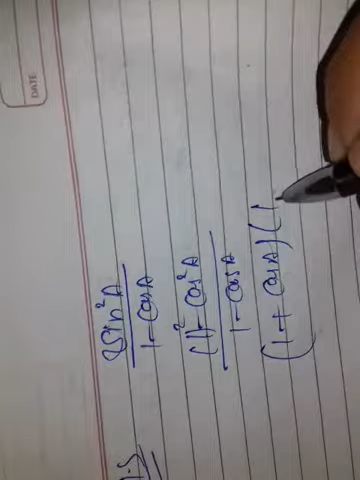 DATE
Sin²A
1-CosA
(1)²-Cos²A
1-CosA
(1+CosA)(1